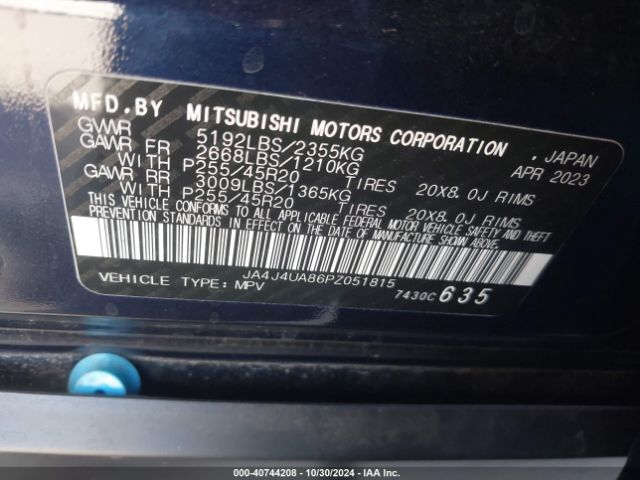 MFD.BY MITSUBISHI MOTORS CORPORATION . JAPAN
GVWR 5192LBS/2355KG APR 2023
GAWR FR 2668LBS/1210KG
WITH P255/45R20 TIRES 20X8.0J RIMS
GAWR RR 3009LBS/1365KG
WITH P255/45R20 TIRES 20X8.0J RIMS
THIS VEHICLE CONFORMS TO ALL APPLICABLE FEDERAL MOTOR VEHICLE SAFETY AND THEFT
PREVENTION STANDARDS IN EFFECT ON THE DATE OF MANUFACTURE SHOWN ABOVE.
JA4J4UA86PZ051815
VEHICLE TYPE: MPV 7430C 635
000-40744208 - 10/30/2024 - IAA Inc.